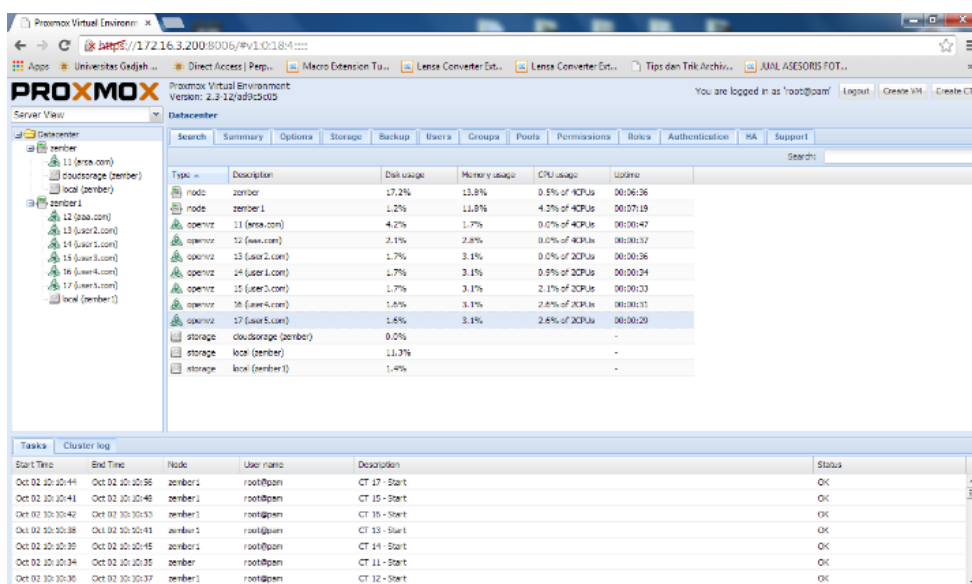 Proxmox Virtual Environm
https://172.16.3.200:8006/#v1:0:18:4:::::
Apps Universitas Gadjah ... Direct Access | Perp... Macro Extension Tu... Lensa Converter Ext... Lensa Converter Ext... Tips dan Trik Archiv... JUAL ASESORIS FOT...
PROXMOX Proxmox Virtual Environment
Version: 2.3-12/ad9c5c05
You are logged in as 'root@pam' Logout Create VM Create CT
Server View
Datacenter
Datacenter
zember
11 (arsa.com)
cloudsorage (zember)
local (zember)
zember1
12 (aaa.com)
13 (user2.com)
14 (user1.com)
15 (user3.com)
16 (user4.com)
17 (user5.com)
local (zember1)
Search Summary Options Storage Backup Users Groups Pools Permissions Roles Authentication HA Support
Search:
Type Description Disk usage Memory usage CPU usage Uptime
node zember 17.2% 13.8% 0.5% of 4CPUs 00:06:36
node zember1 1.2% 11.8% 4.3% of 4CPUs 00:07:19
openvz 11 (arsa.com) 4.2% 1.7% 0.0% of 4CPUs 00:00:47
openvz 12 (aaa.com) 2.1% 2.8% 0.0% of 4CPUs 00:00:37
openvz 13 (user2.com) 1.7% 3.1% 0.0% of 2CPUs 00:00:36
openvz 14 (user1.com) 1.7% 3.1% 0.9% of 2CPUs 00:00:34
openvz 15 (user3.com) 1.7% 3.1% 2.1% of 2CPUs 00:00:33
openvz 16 (user4.com) 1.6% 3.1% 2.6% of 2CPUs 00:00:31
openvz 17 (user5.com) 1.6% 3.1% 2.6% of 2CPUs 00:00:29
storage cloudsorage (zember) 0.0% -
storage local (zember) 11.3% -
storage local (zember1) 1.4% -
Tasks Cluster log
Start Time End Time Node User name Description Status
Oct 02 10:10:44 Oct 02 10:10:56 zember1 root@pam CT 17 - Start OK
Oct 02 10:10:41 Oct 02 10:10:48 zember1 root@pam CT 15 - Start OK
Oct 02 10:10:42 Oct 02 10:10:53 zember1 root@pam CT 16 - Start OK
Oct 02 10:10:38 Oct 02 10:10:41 zember1 root@pam CT 13 - Start OK
Oct 02 10:10:39 Oct 02 10:10:45 zember1 root@pam CT 14 - Start OK
Oct 02 10:10:34 Oct 02 10:10:35 zember root@pam CT 11 - Start OK
Oct 02 10:10:36 Oct 02 10:10:37 zember1 root@pam CT 12 - Start OK